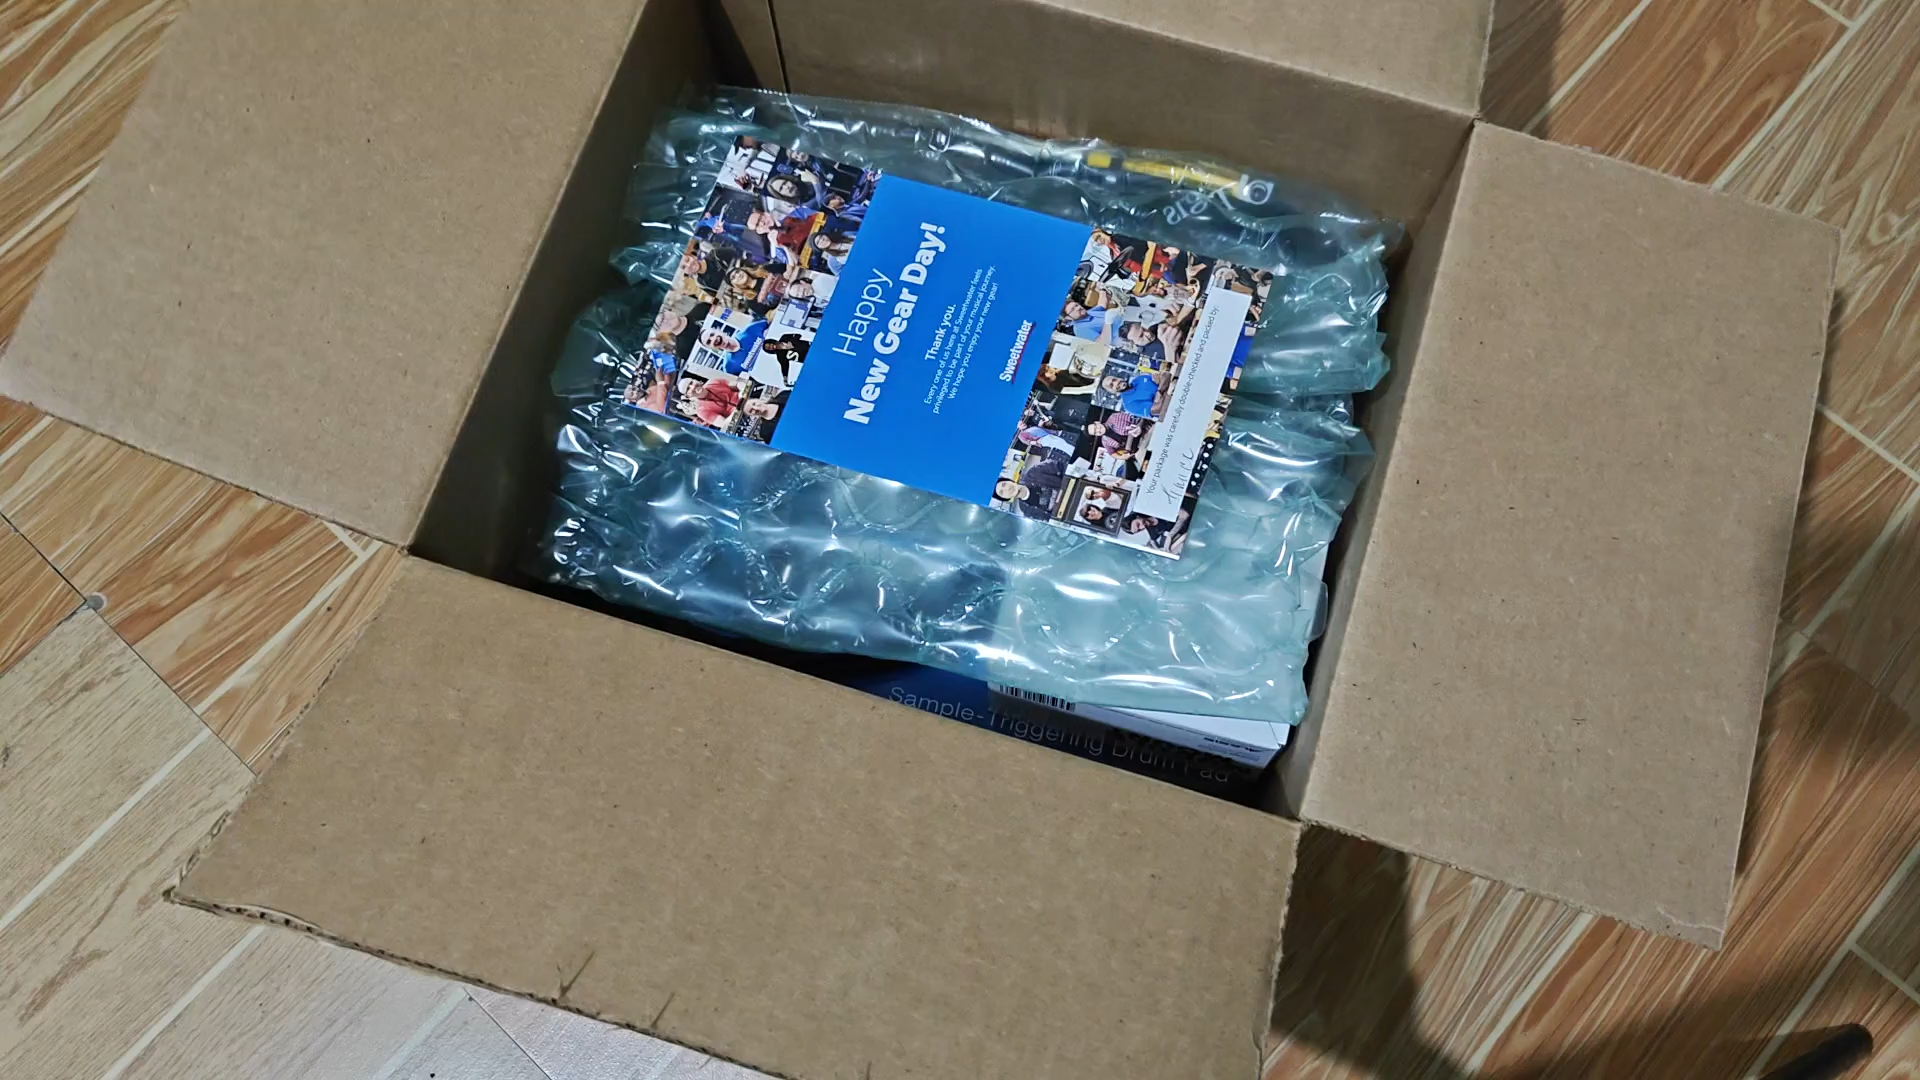 Happy
New Gear Day!
Thank you.
Every one of us here at Sweetwater feels
privileged to be part of your musical journey.
We hope you enjoy your new gear!
Sweetwater
Your package was carefully double-checked and packed by:
Sample-Triggering Drum Pad